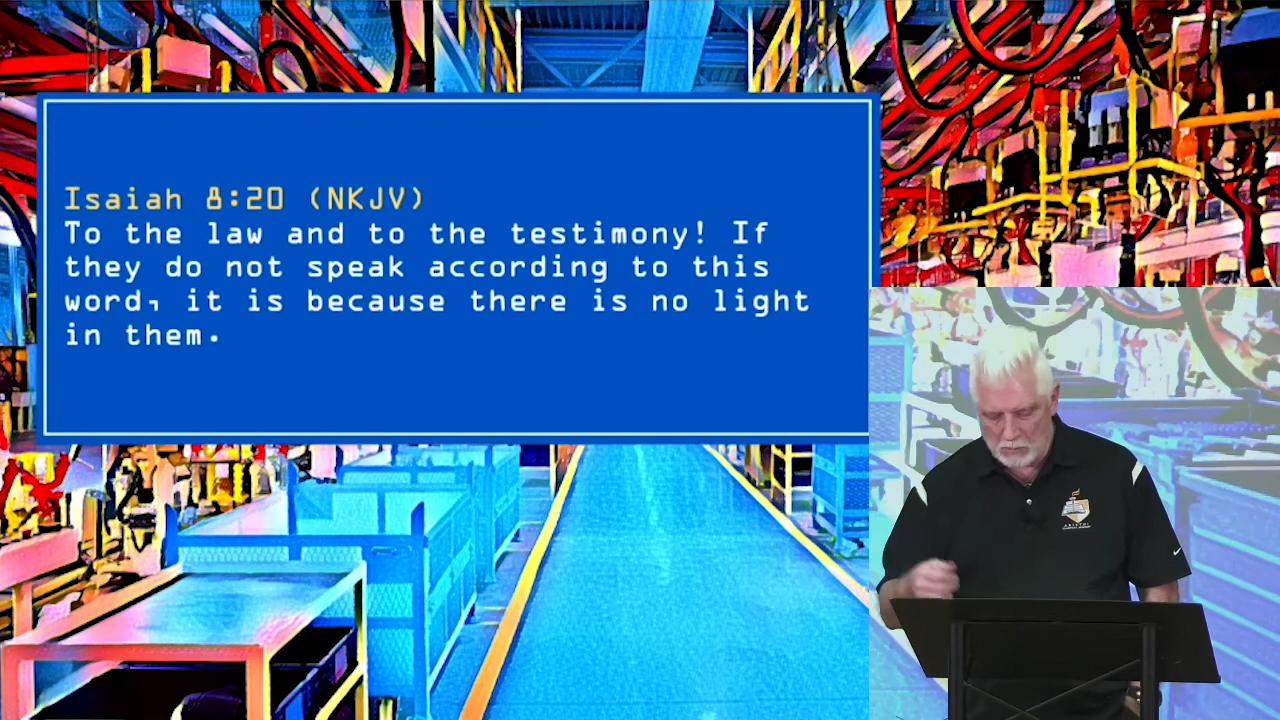 Isaiah 8:20 (NKJV)
To the law and to the testimony! If
they do not speak according to this
word, it is because there is no light
in them.